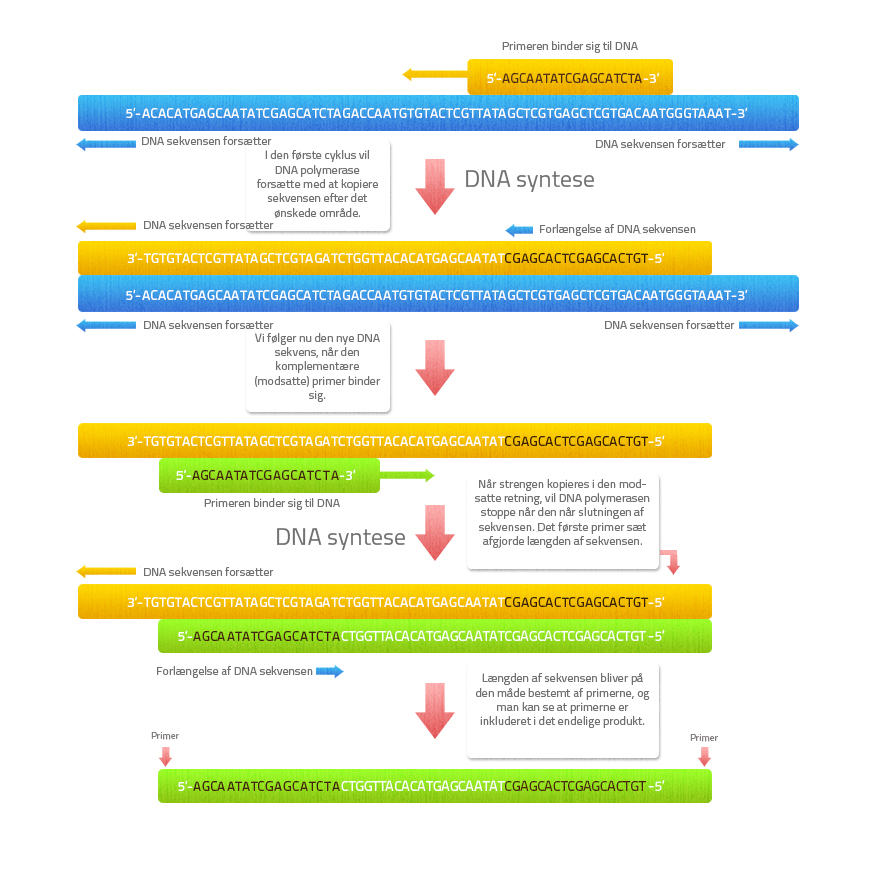 Primeren binder sig til DNA
5'-AGCAATATCGAGCATCTA-3'
5'-ACACATGAGCAATATCGAGCATCTAGACCAATGTGTACTCGTTATAGCTCGTGAGCTCGTGACAATGGGTAAAT-3'
DNA sekvensen forsætter
DNA sekvensen forsætter
I den første cyklus vil
DNA polymerase
forsætte med at kopiere
sekvensen efter det
ønskede område.
DNA syntese
DNA sekvensen forsætter
Forlængelse af DNA sekvensen
3'-TGTGTACTCGTTATAGCTCGTAGATCTGGTTACACATGAGCAATATCGAGCACTCGAGCACTGT-5'
5'-ACACATGAGCAATATCGAGCATCTAGACCAATGTGTACTCGTTATAGCTCGTGAGCTCGTGACAATGGGTAAAT-3'
DNA sekvensen forsætter
DNA sekvensen forsætter
Vi følger nu den nye DNA
sekvens, når den
komplementære
(modsatte) primer binder
sig.
3'-TGTGTACTCGTTATAGCTCGTAGATCTGGTTACACATGAGCAATATCGAGCACTCGAGCACTGT-5'
5'-AGCAATATCGAGCATCTA-3'
Primeren binder sig til DNA
Når strengen kopieres i den mod-
satte retning, vil DNA polymerasen
stoppe når den når slutningen af
sekvensen. Det første primer sæt
afgjorde længden af sekvensen.
DNA syntese
DNA sekvensen forsætter
3'-TGTGTACTCGTTATAGCTCGTAGATCTGGTTACACATGAGCAATATCGAGCACTCGAGCACTGT-5'
5'-AGCAATATCGAGCATCTACTGGTTACACATGAGCAATATCGAGCACTCGAGCACTGT-5'
Forlængelse af DNA sekvensen
Længden af sekvensen bliver på
den måde bestemt af primerne, og
man kan se at primerne er
inkluderet i det endelige produkt.
Primer
Primer
5'-AGCAATATCGAGCATCTACTGGTTACACATGAGCAATATCGAGCACTCGAGCACTGT-5'